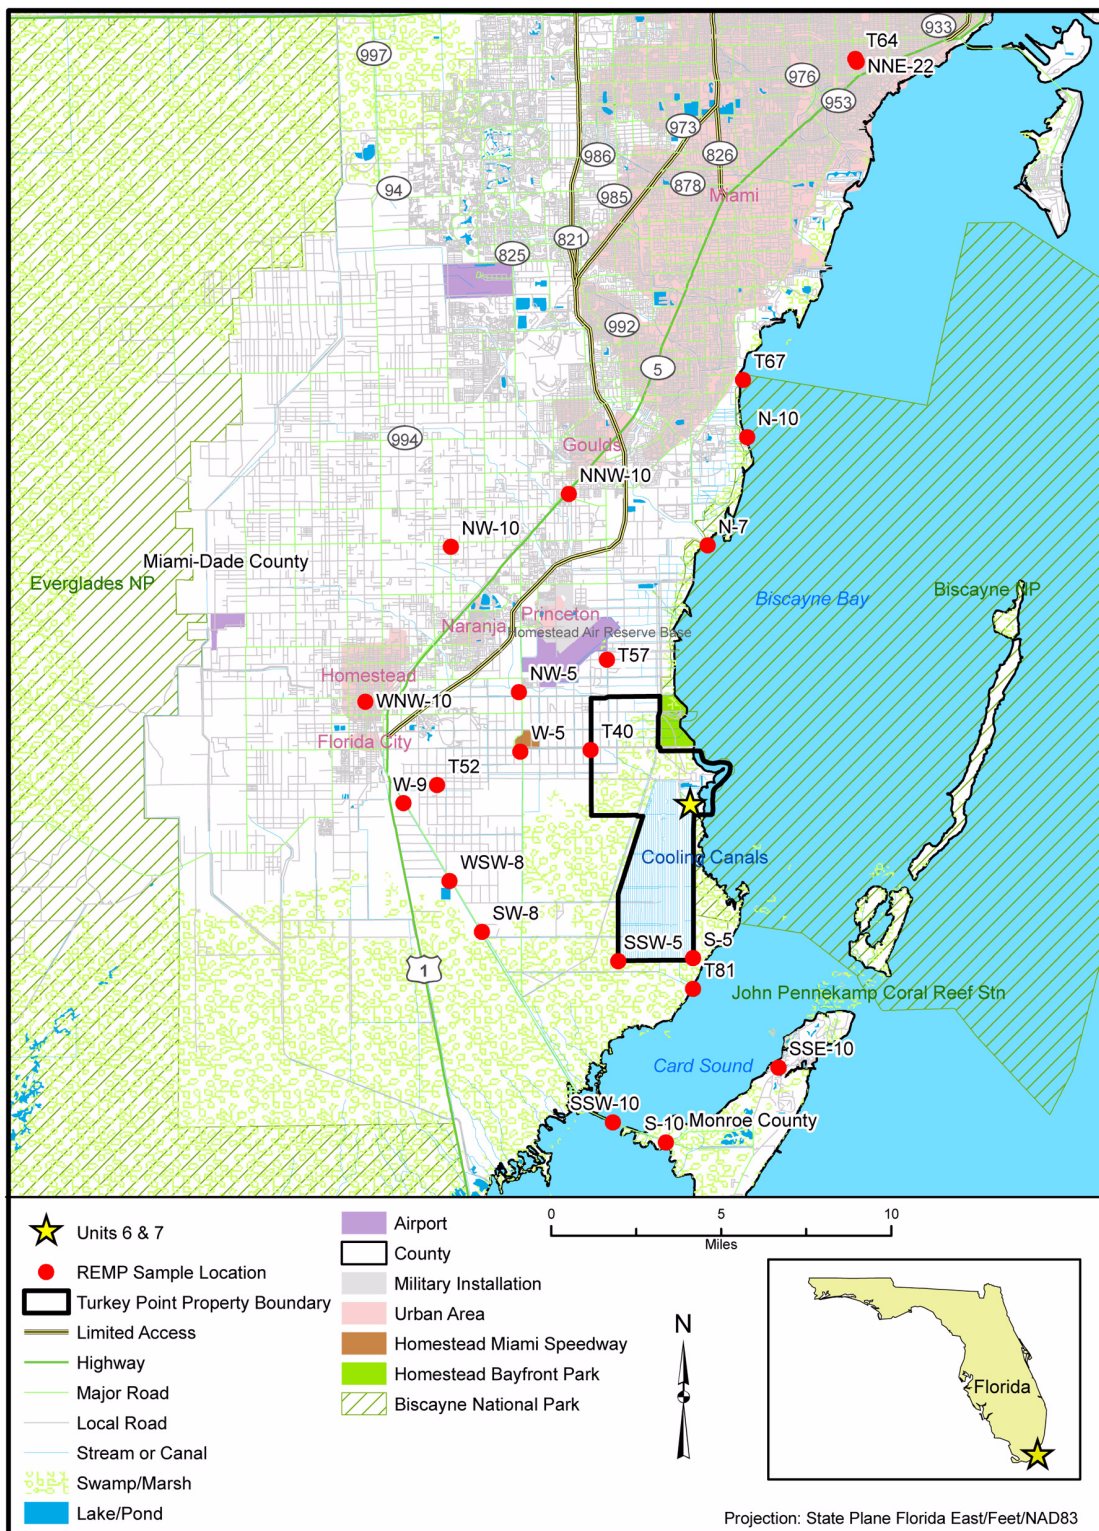 933
T64
997
NNE-22
976
953
973
986
826
94
985
878
Miami
821
825
992
5
T67
N-10
994
Goulds
NNW-10
N-7
NW-10
Miami-Dade County
Everglades NP
Biscayne NP
Biscayne Bay
Princeton
Naranja
Homestead Air Reserve Base
T57
Homestead
NW-5
WNW-10
W-5
T40
Florida City
T52
W-9
Cooling Canals
WSW-8
SW-8
SSW-5
S-5
1
T81
John Pennekamp Coral Reef Stn
SSE-10
Card Sound
SSW-10
S-10
Monroe County
Units 6 & 7
REMP Sample Location
Turkey Point Property Boundary
Limited Access
Highway
Major Road
Local Road
Stream or Canal
Swamp/Marsh
Lake/Pond
Airport
County
Military Installation
Urban Area
Homestead Miami Speedway
Homestead Bayfront Park
Biscayne National Park
0 5 10
Miles
N
Florida
Projection: State Plane Florida East/Feet/NAD83